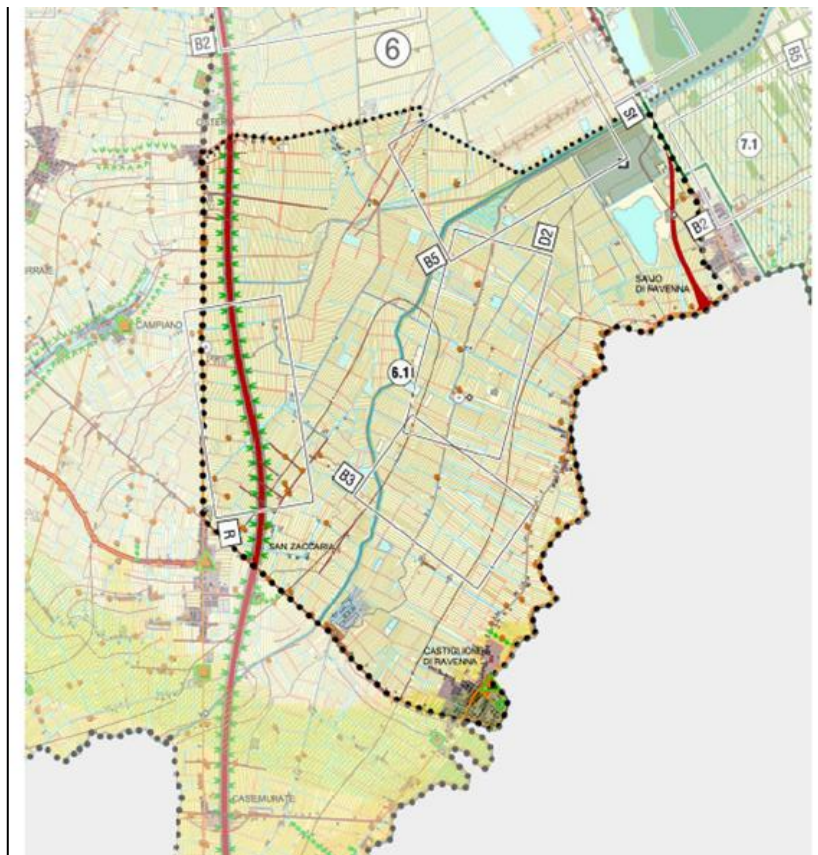 B2
6
B5
SI
7.1
B2
D2
B5
SAVIO
DI RAVENNA
CAMPIANO
6.1
B3
R
SAN ZACCARIA
CASTIGLIONE
DI RAVENNA
CASEMURATE